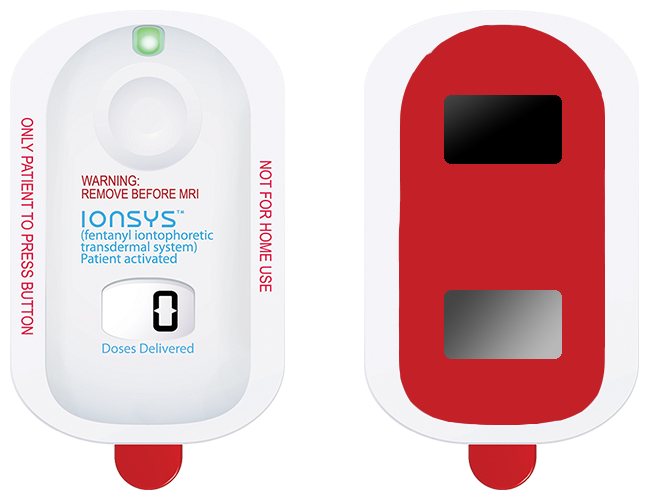 ONLY PATIENT TO PRESS BUTTON
WARNING:
REMOVE BEFORE MRI
IONSYS™
(fentanyl iontophoretic
transdermal system)
Patient activated
0
Doses Delivered
NOT FOR HOME USE